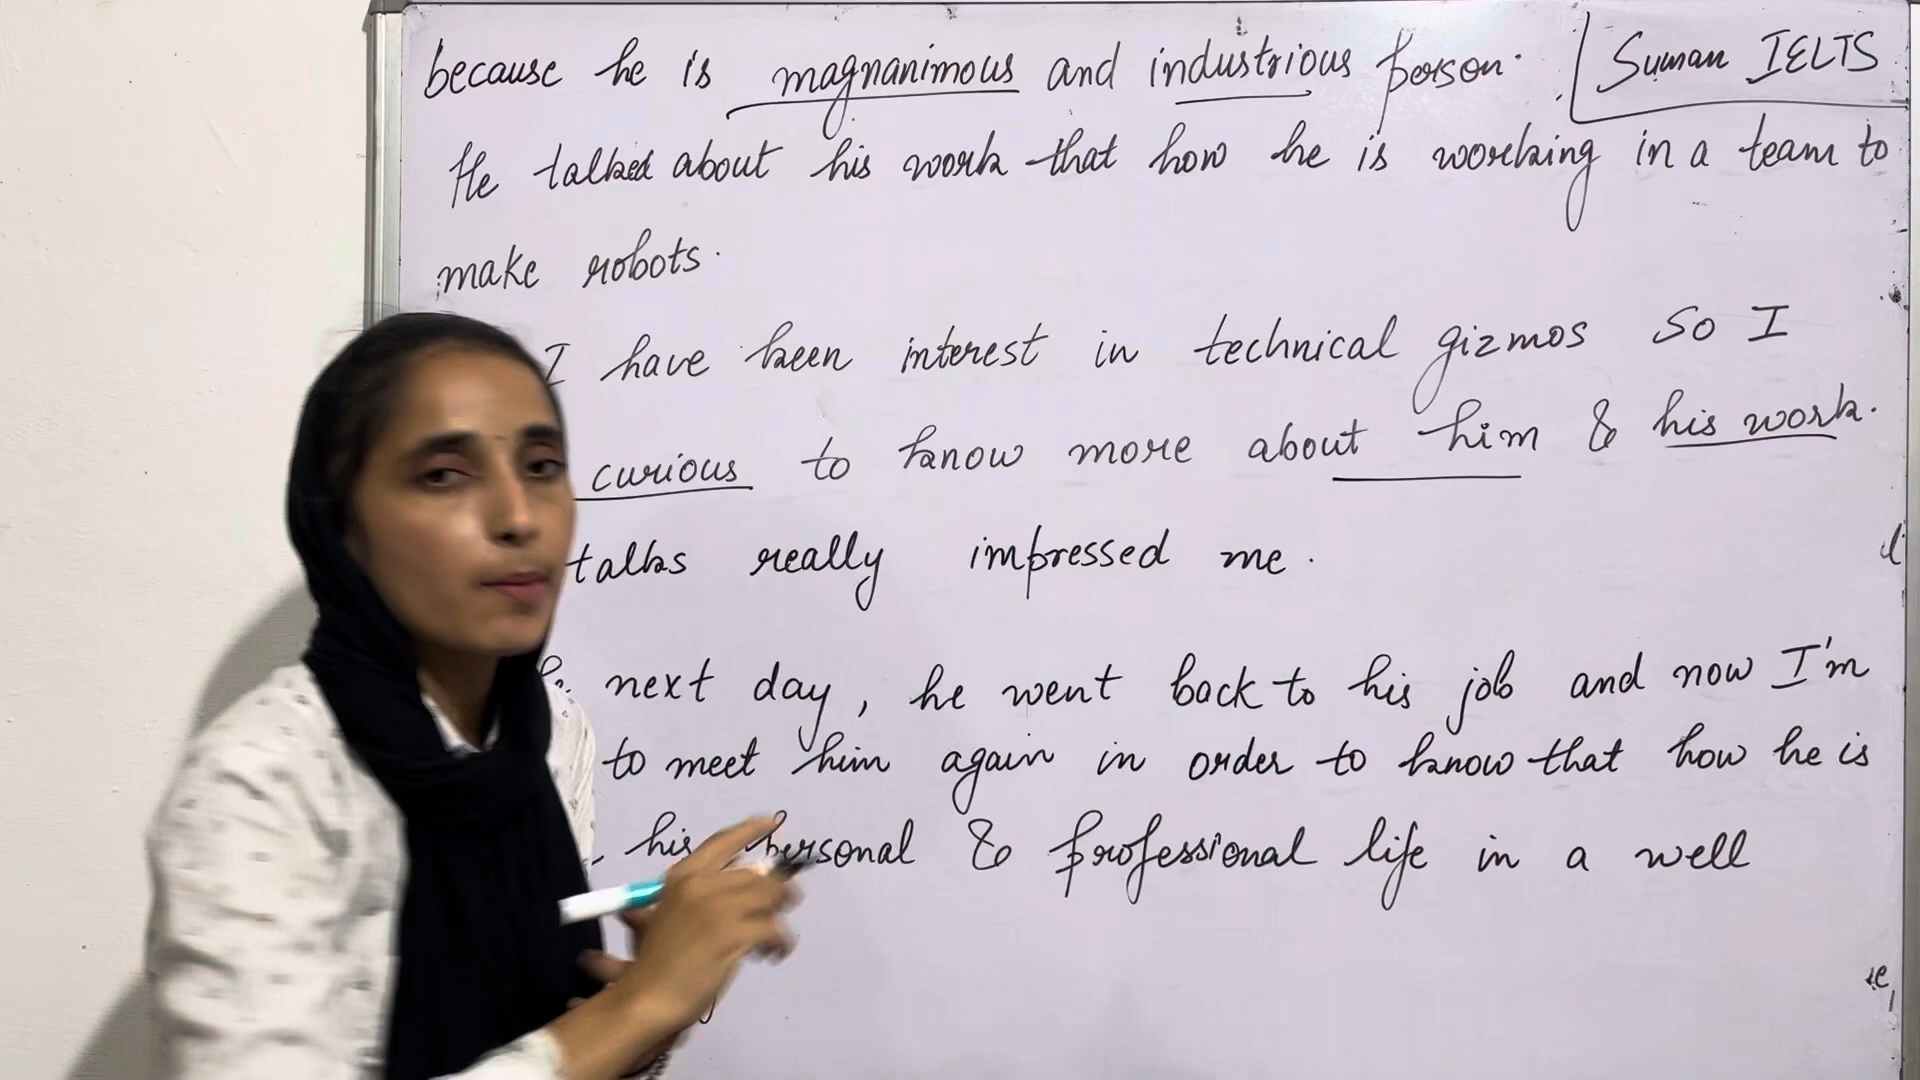 because he is magnanimous and industrious person.
Suman IELTS
He talked about his work that how he is working in a team to
make robots.
I have been interest in technical gizmos so I
curious to know more about him & his work.
talks really impressed me.
next day, he went back to his job and now I'm
to meet him again in order to know that how he is
his personal & professional life in a well